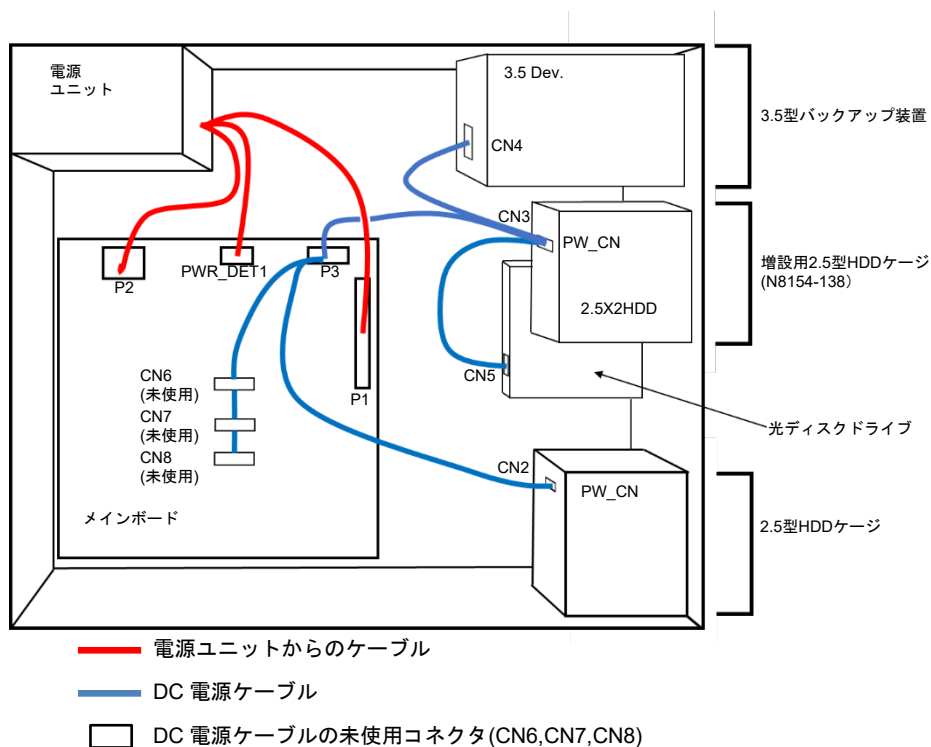 電源
ユニット
3.5 Dev.
CN4
3.5型バックアップ装置
CN3
PW_CN
増設用2.5型HDDケージ
(N8154-138）
P2
PWR_DET1
P3
2.5X2HDD
CN6
(未使用)
CN5
P1
CN7
(未使用)
CN8
(未使用)
光ディスクドライブ
CN2
PW_CN
メインボード
2.5型HDDケージ
電源ユニットからのケーブル
DC 電源ケーブル
DC 電源ケーブルの未使用コネクタ(CN6,CN7,CN8)